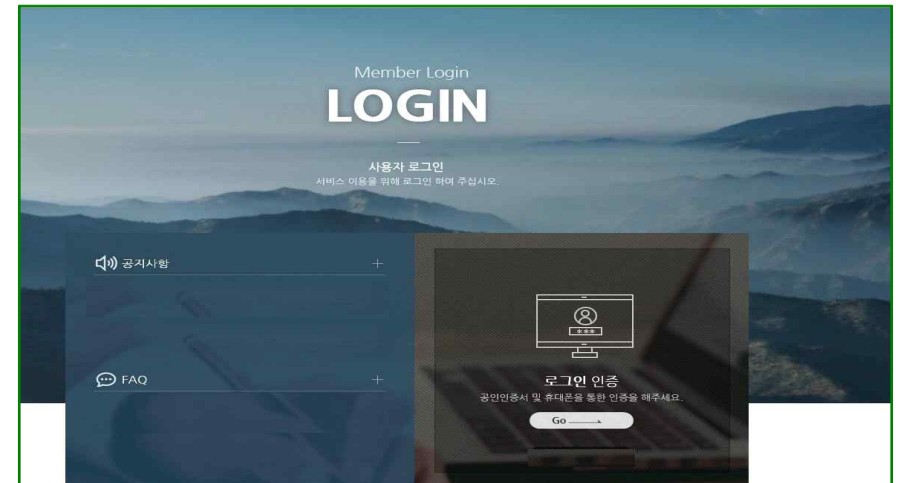 Member Login
LOGIN
사용자 로그인
서비스 이용을 위해 로그인 하여 주십시오.
공지사항
FAQ
***
로그인 인증
공인인증서 및 휴대폰을 통한 인증을 해주세요.
Go